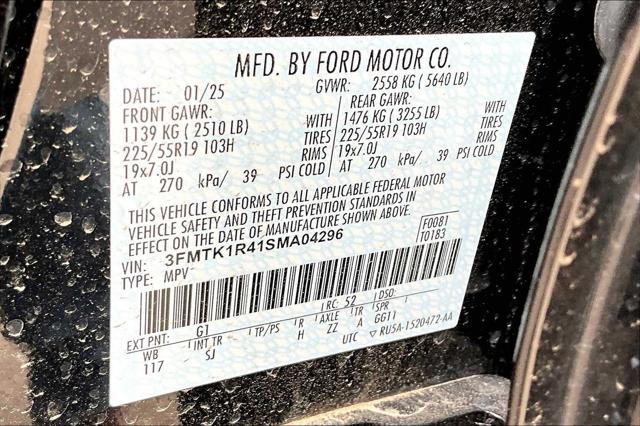 MFD. BY FORD MOTOR CO.
DATE: 01/25 GVWR: 2558 KG ( 5640 LB)
FRONT GAWR: REAR GAWR:
1139 KG ( 2510 LB) WITH 1476 KG ( 3255 LB) WITH
225/55R19 103H TIRES 225/55R19 103H TIRES
19x7.0J RIMS 19x7.0J RIMS
AT 270 kPa/ 39 PSI COLD AT 270 kPa/ 39 PSI COLD
THIS VEHICLE CONFORMS TO ALL APPLICABLE FEDERAL MOTOR
VEHICLE SAFETY AND THEFT PREVENTION STANDARDS IN
EFFECT ON THE DATE OF MANUFACTURE SHOWN ABOVE.
VIN: 3FMTK1R41SMA04296 F0081
TYPE: MPV T0183
EXT PNT: G1 RC: 52 DSO:
WB INT TR TP/PS R AXLE TR SPR
117 SJ H ZZ A GG11
UTC ▽ RU5A-1520472-AA